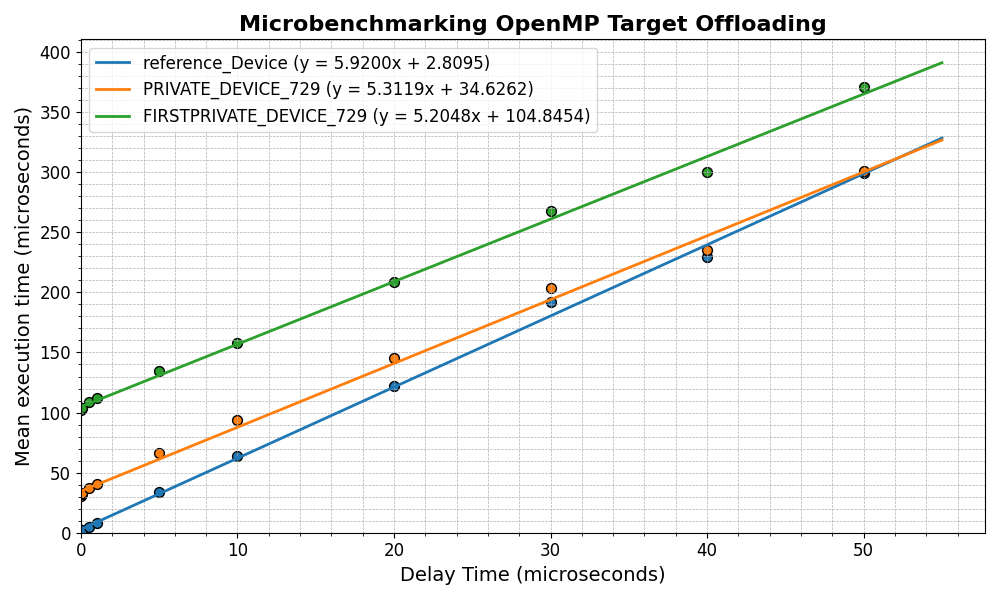 Microbenchmarking OpenMP Target Offloading
reference_Device (y = 5.9200x + 2.8095)
PRIVATE_DEVICE_729 (y = 5.3119x + 34.6262)
FIRSTPRIVATE_DEVICE_729 (y = 5.2048x + 104.8454)
Mean execution time (microseconds)
400
350
300
250
200
150
100
50
0
0 10 20 30 40 50
Delay Time (microseconds)